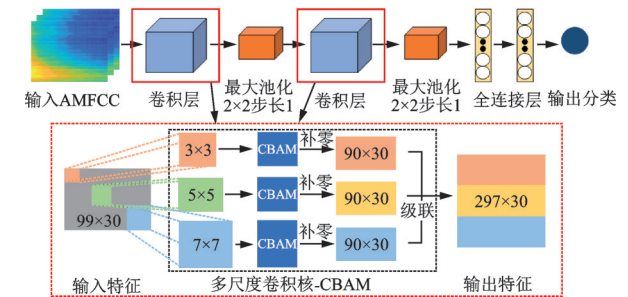 输入AMFCC
卷积层
最大池化
2×2步长1
卷积层
最大池化
2×2步长1
全连接层
输出分类
3×3
CBAM
补零
90×30
5×5
CBAM
补零
90×30
7×7
CBAM
补零
90×30
99×30
级联
297×30
输入特征
多尺度卷积核-CBAM
输出特征